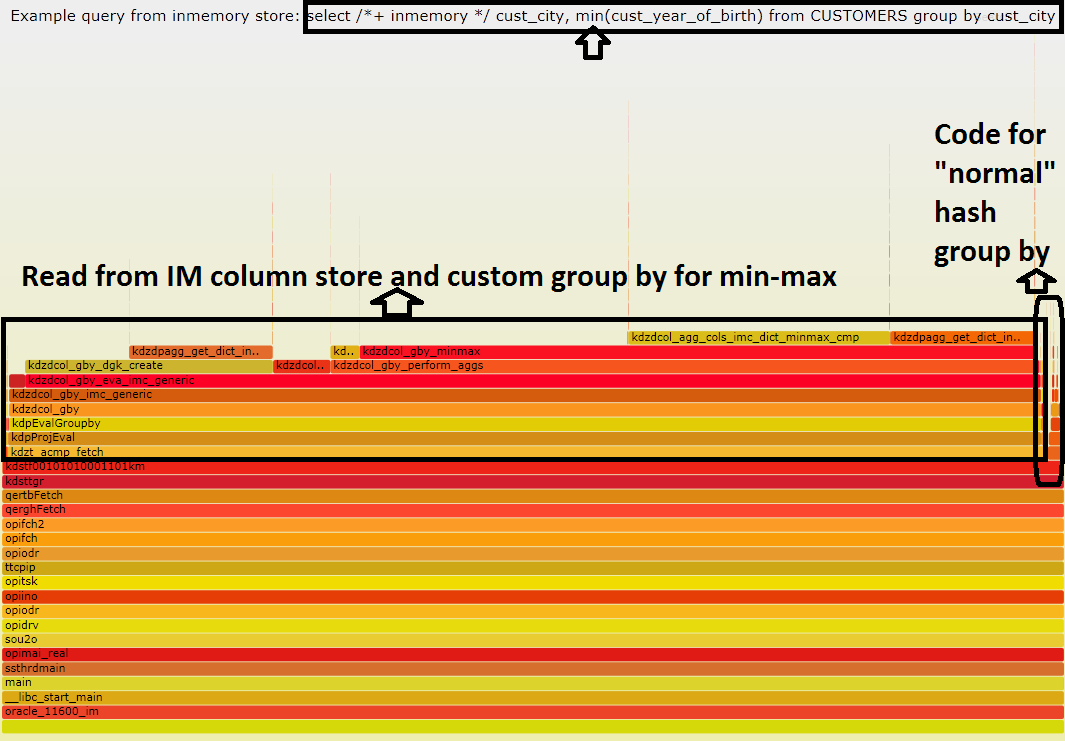 Example query from inmemory store: select /*+ inmemory */ cust_city, min(cust_year_of_birth) from CUSTOMERS group by cust_city
Code for
"normal"
hash
group by
Read from IM column store and custom group by for min-max
kdzdcol_agg_cols_imc_dict_minmax_cmp kdzdpagg_get_dict_in..
kdzdpagg_get_dict_in.. kd.. kdzdcol_gby_minmax
kdzdcol_gby_dgk_create kdzdcol.. kdzdcol_gby_perform_aggs
kdzdcol_gby_eva_imc_generic
kdzdcol_gby_imc_generic
kdzdcol_gby
kdpEvalGroupby
kdpProjEval
kdzt_acmp_fetch
kdstf00101010001101km
kdsttgr
qertbFetch
qerghFetch
opifch2
opifch
opiodr
ttcpip
opitsk
opiino
opiodr
opidrv
sou2o
opimai_real
ssthrdmain
main
__libc_start_main
oracle_11600_im